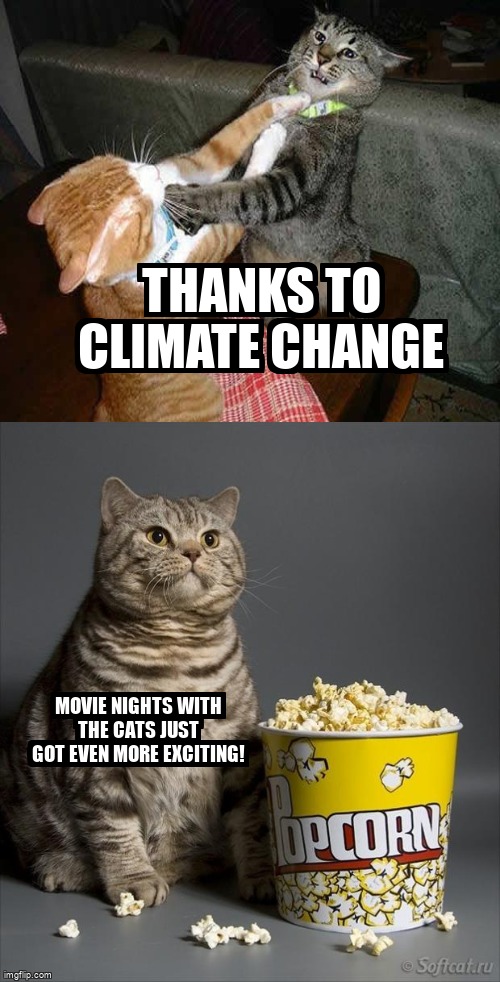 THANKS TO
CLIMATE CHANGE
MOVIE NIGHTS WITH
THE CATS JUST
GOT EVEN MORE EXCITING!
POPCORN
© Softcat.ru
imgflip.com